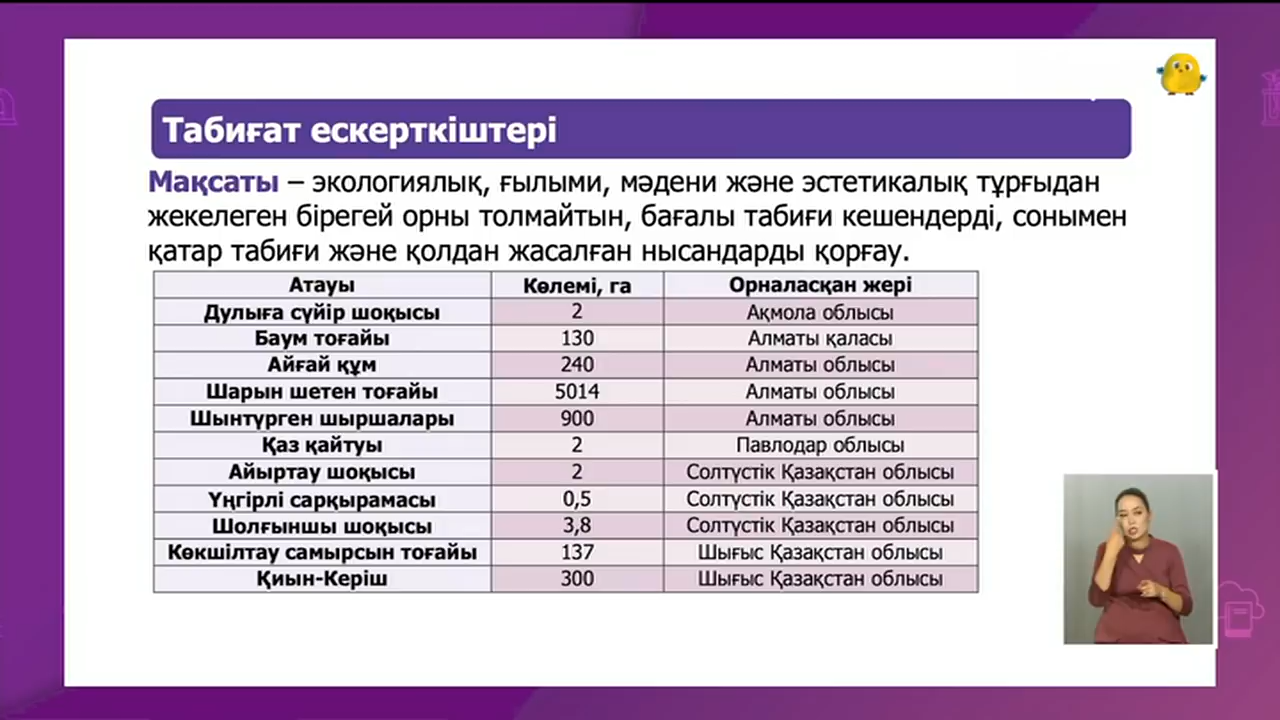 Табиғат ескерткіштері
Мақсаты – экологиялық, ғылыми, мәдени және эстетикалық тұрғыдан
жекелеген бірегей орны толмайтын, бағалы табиғи кешендерді, сонымен
қатар табиғи және қолдан жасалған нысандарды қорғау.
Атауы Көлемі, га Орналасқан жері
Дулыға сүйір шоқысы 2 Ақмола облысы
Баум тоғайы 130 Алматы қаласы
Айғай құм 240 Алматы облысы
Шарын шетен тоғайы 5014 Алматы облысы
Шынтүрген шыршалары 900 Алматы облысы
Қаз қайтуы 2 Павлодар облысы
Айыртау шоқысы 2 Солтүстік Қазақстан облысы
Үңгірлі сарқырамасы 0,5 Солтүстік Қазақстан облысы
Шолғыншы шоқысы 3,8 Солтүстік Қазақстан облысы
Көкшілтау самырсын тоғайы 137 Шығыс Қазақстан облысы
Қиын-Керіш 300 Шығыс Қазақстан облысы